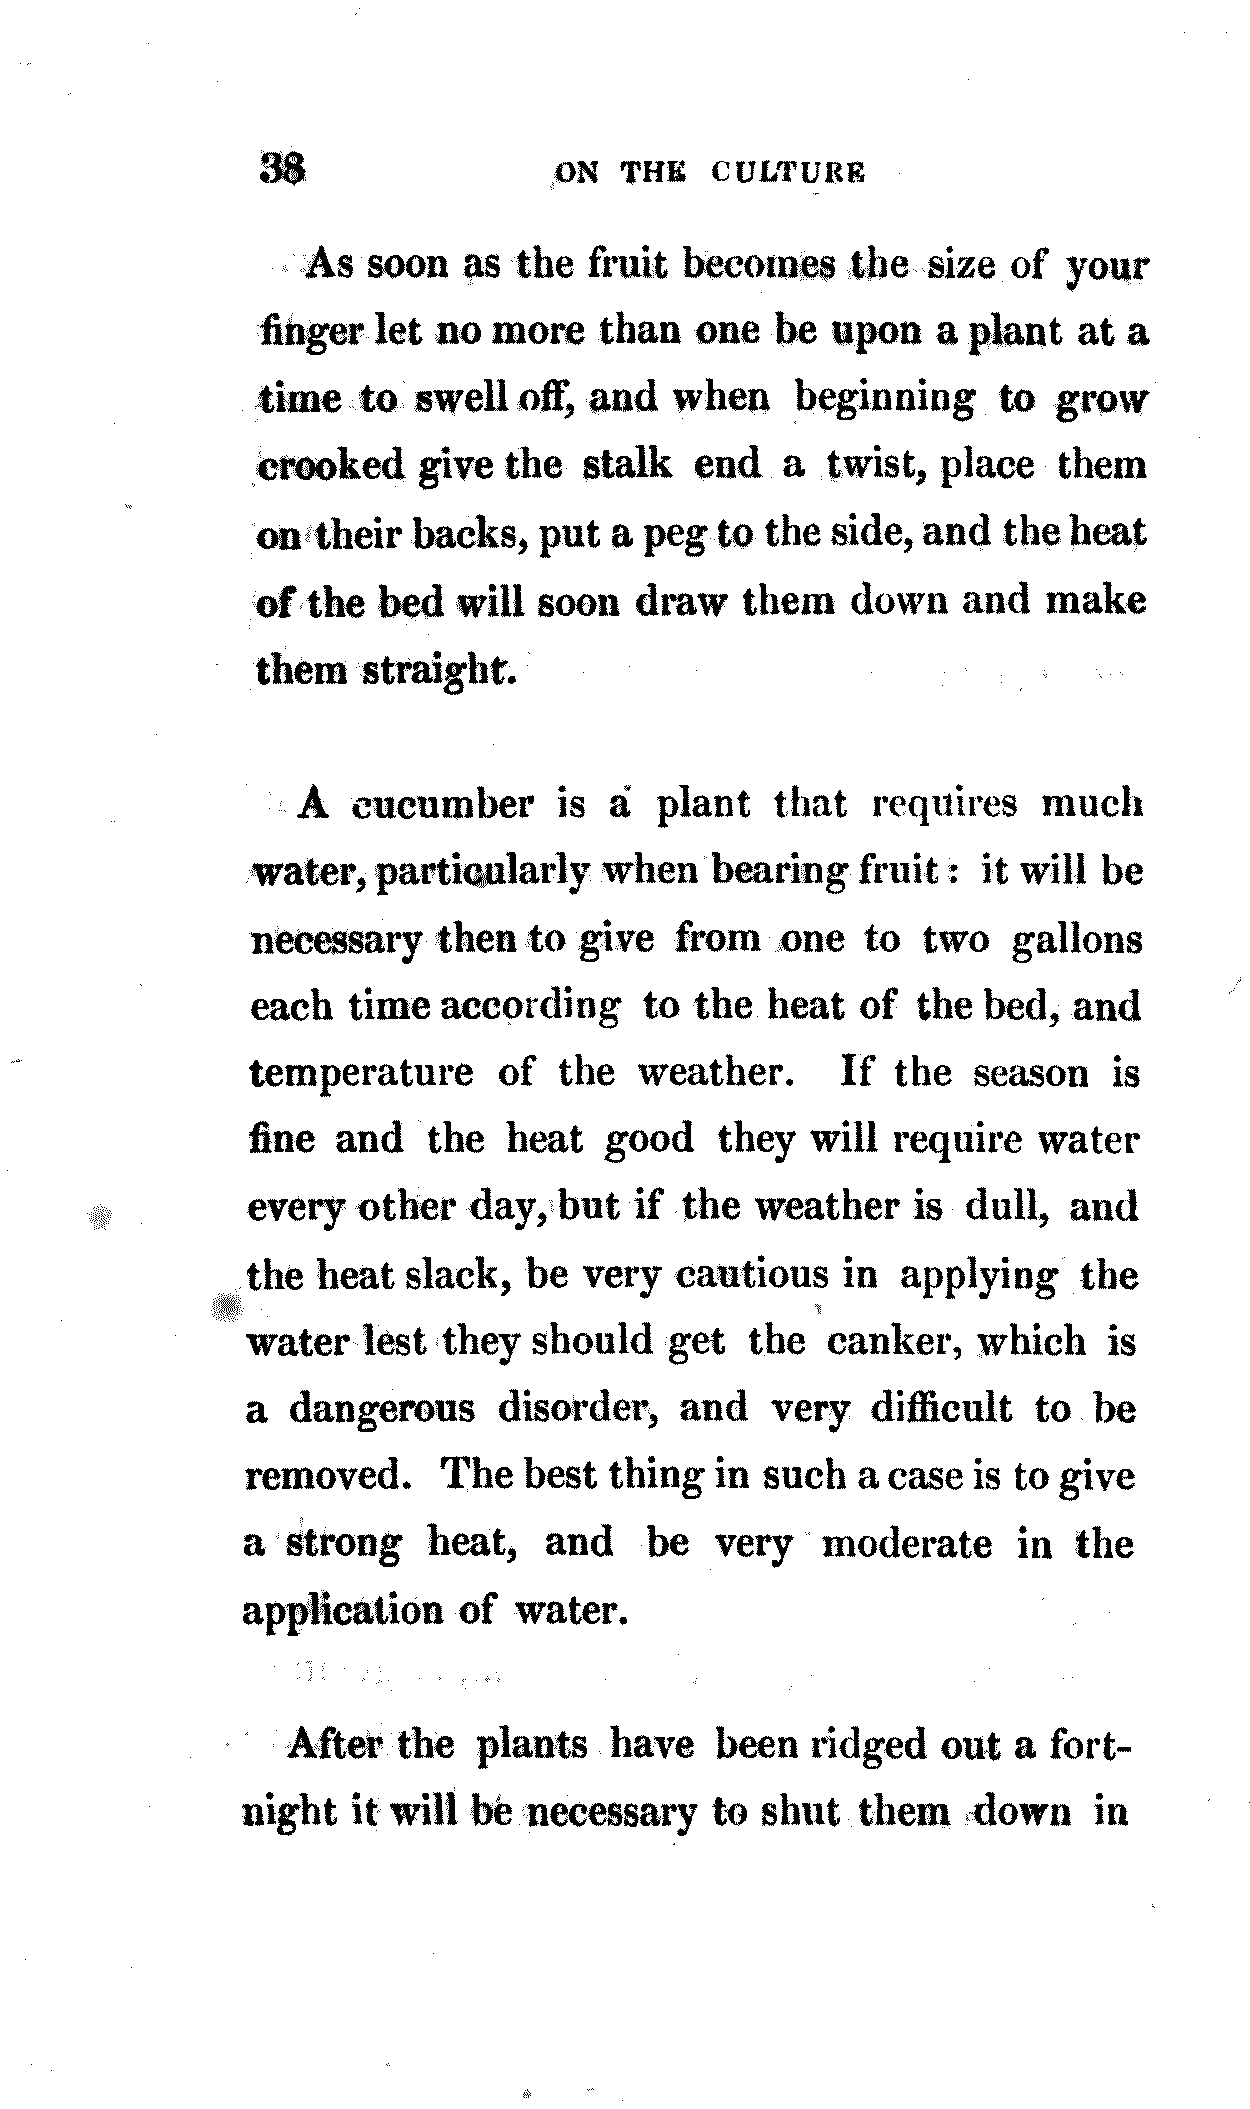 38 ON THE CULTURE
As soon as the fruit becomes the size of your
finger let no more than one be upon a plant at a
time to swell off, and when beginning to grow
crooked give the stalk end a twist, place them
on their backs, put a peg to the side, and the heat
of the bed will soon draw them down and make
them straight.
A cucumber is a plant that requires much
water, particularly when bearing fruit: it will be
necessary then to give from one to two gallons
each time according to the heat of the bed, and
temperature of the weather. If the season is
fine and the heat good they will require water
every other day, but if the weather is dull, and
the heat slack, be very cautious in applying the
water lest they should get the canker, which is
a dangerous disorder, and very difficult to be
removed. The best thing in such a case is to give
a strong heat, and be very moderate in the
application of water.
After the plants have been ridged out a fort-
night it will be necessary to shut them down in